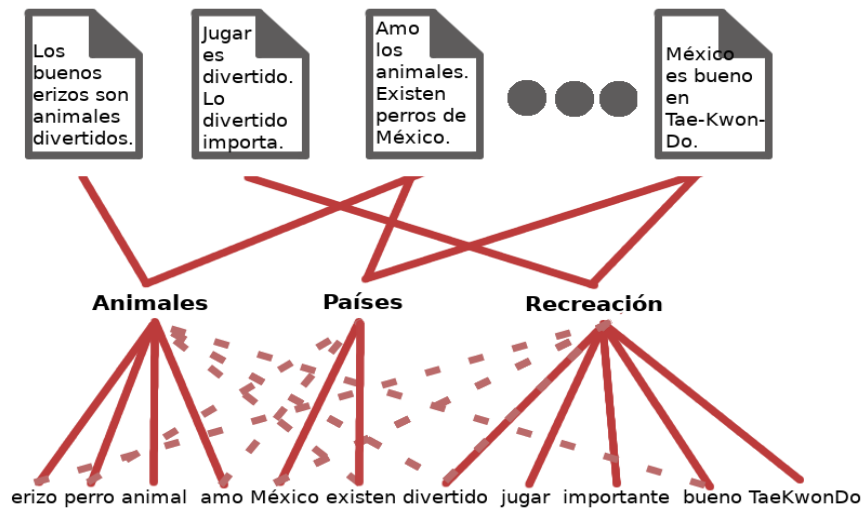 Los
buenos
erizos son
animales
divertidos.
Jugar
es
divertido.
Lo
divertido
importa.
Amo
los
animales.
Existen
perros de
México.
México
es bueno
en
Tae-Kwon-
Do.
Animales
Países
Recreación
erizo perro animal amo México existen divertido jugar importante bueno TaeKwonDo